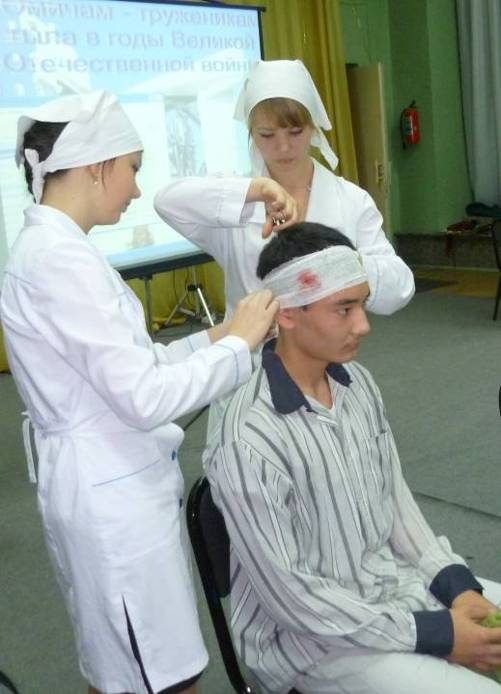 Омичам - труженикам
тыла в годы Великой
Отечественной войны